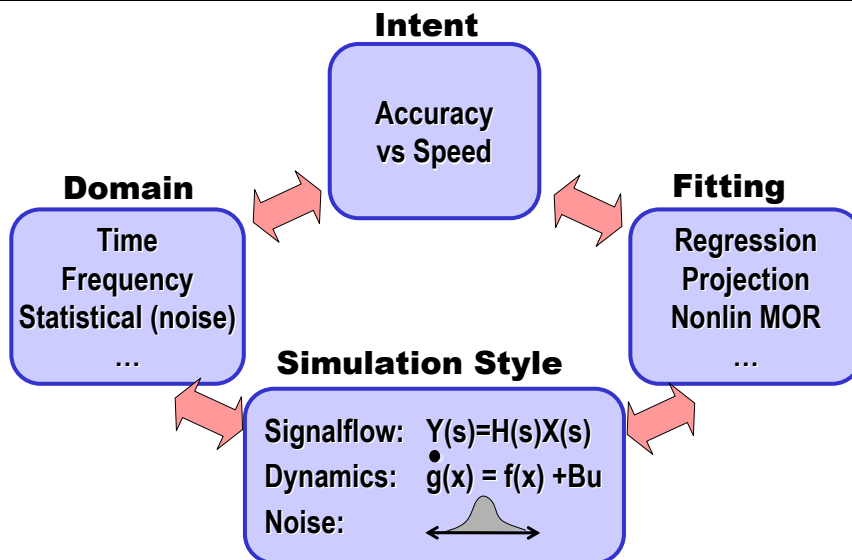 Intent
Accuracy
vs Speed
Domain
Time
Frequency
Statistical (noise)
…
Fitting
Regression
Projection
Nonlin MOR
…
Simulation Style
Signalflow: Y(s)=H(s)X(s)
Dynamics: ġ(x) = f(x) +Bu
Noise: